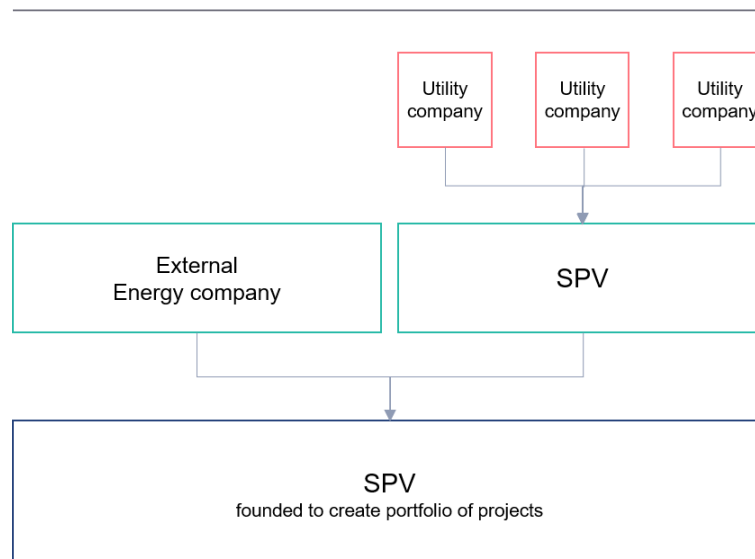 Utility
company
Utility
company
Utility
company
External
Energy company
SPV
SPV
founded to create portfolio of projects